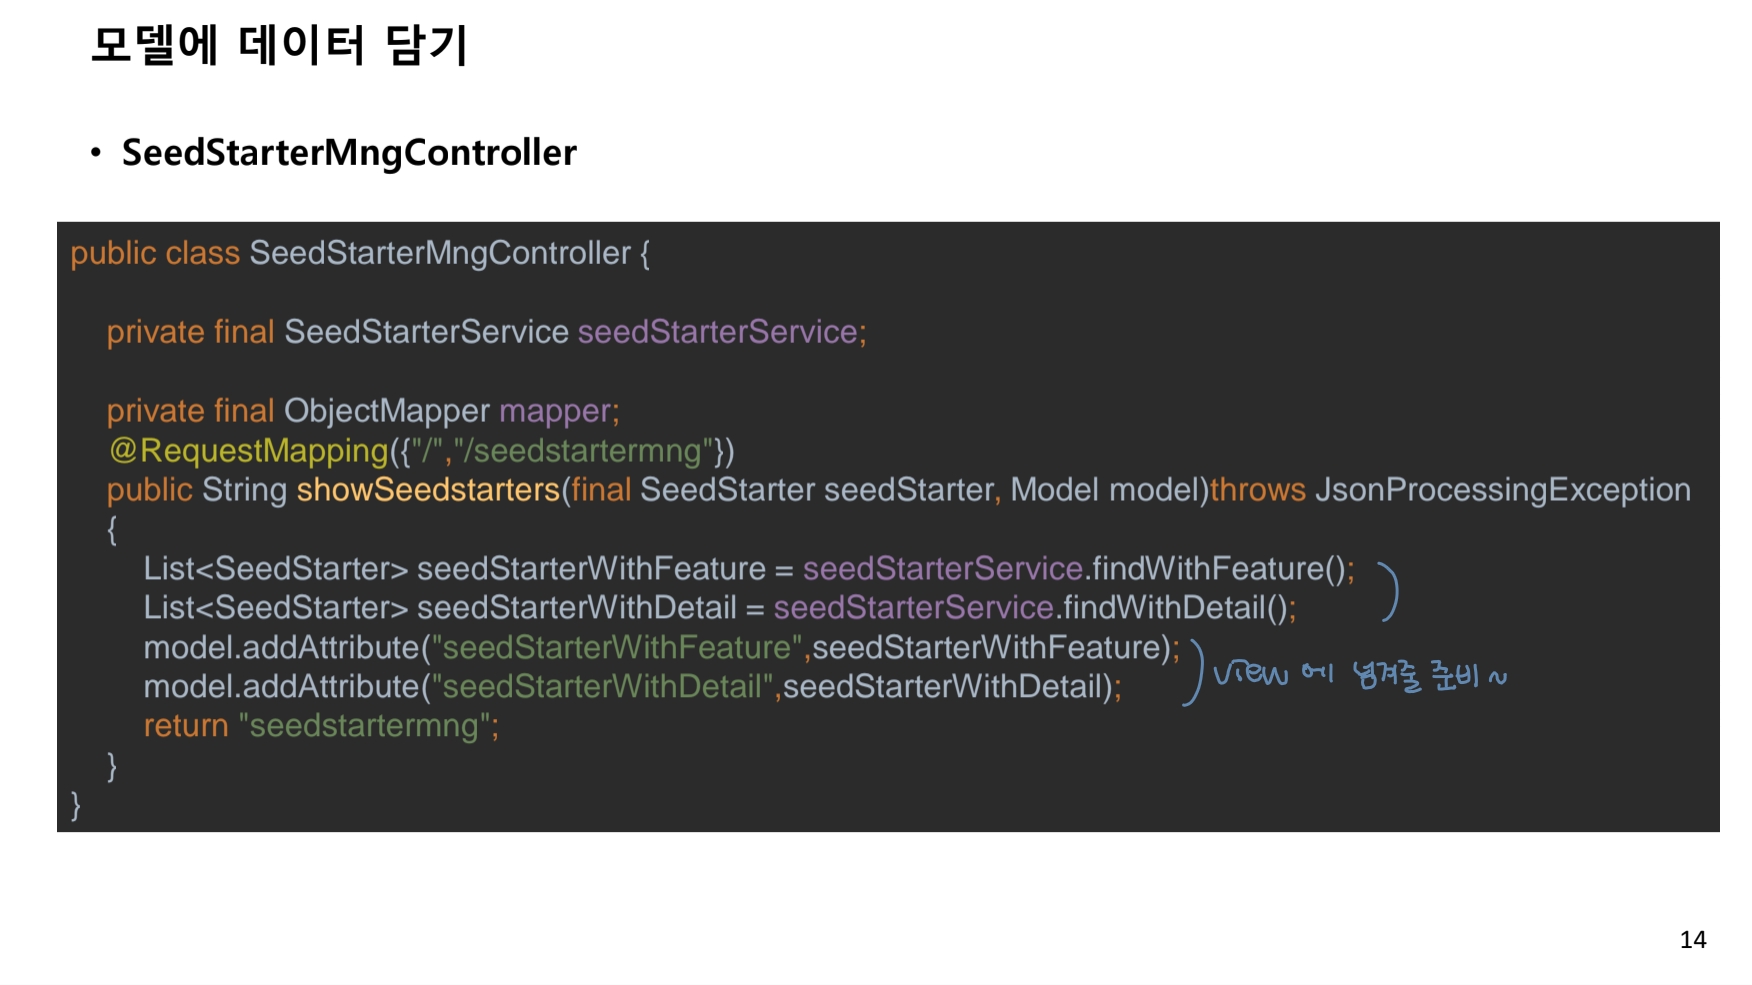 모델에 데이터 담기
• SeedStarterMngController
public class SeedStarterMngController {
private final SeedStarterService seedStarterService;
private final ObjectMapper mapper;
@RequestMapping({"/","/seedstartermng"})
public String showSeedstarters(final SeedStarter seedStarter, Model model)throws JsonProcessingException
{
List<SeedStarter> seedStarterWithFeature = seedStarterService.findWithFeature();
List<SeedStarter> seedStarterWithDetail = seedStarterService.findWithDetail();
model.addAttribute("seedStarterWithFeature",seedStarterWithFeature);
model.addAttribute("seedStarterWithDetail",seedStarterWithDetail);
view 에 넘겨줄 준비~
return "seedstartermng";
}
}
14